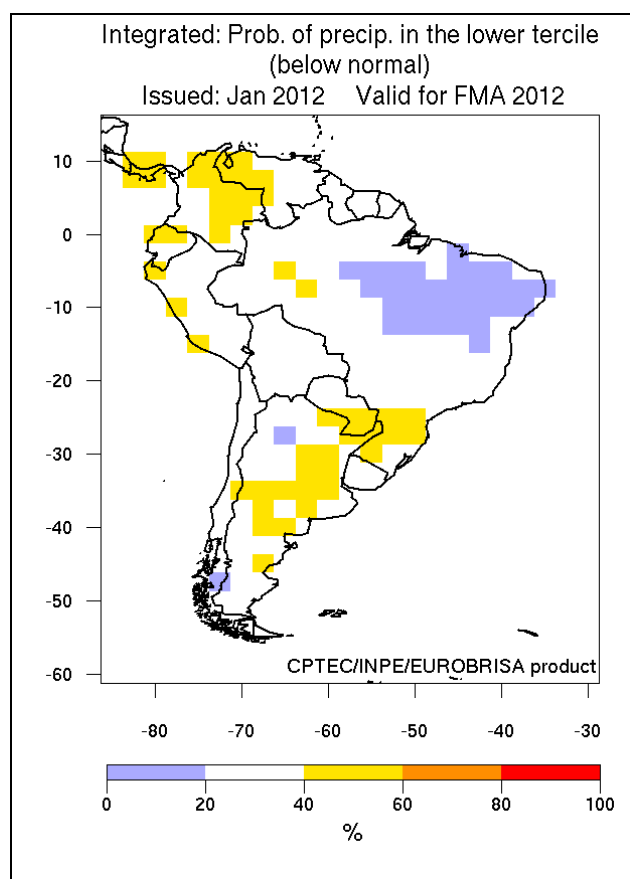 Integrated: Prob. of precip. in the lower tercile
(below normal)
Issued: Jan 2012 Valid for FMA 2012
10
0
-10
-20
-30
-40
-50
-60
CPTEC/INPE/EUROBRISA product
-80 -70 -60 -50 -40 -30
0 20 40 60 80 100
%